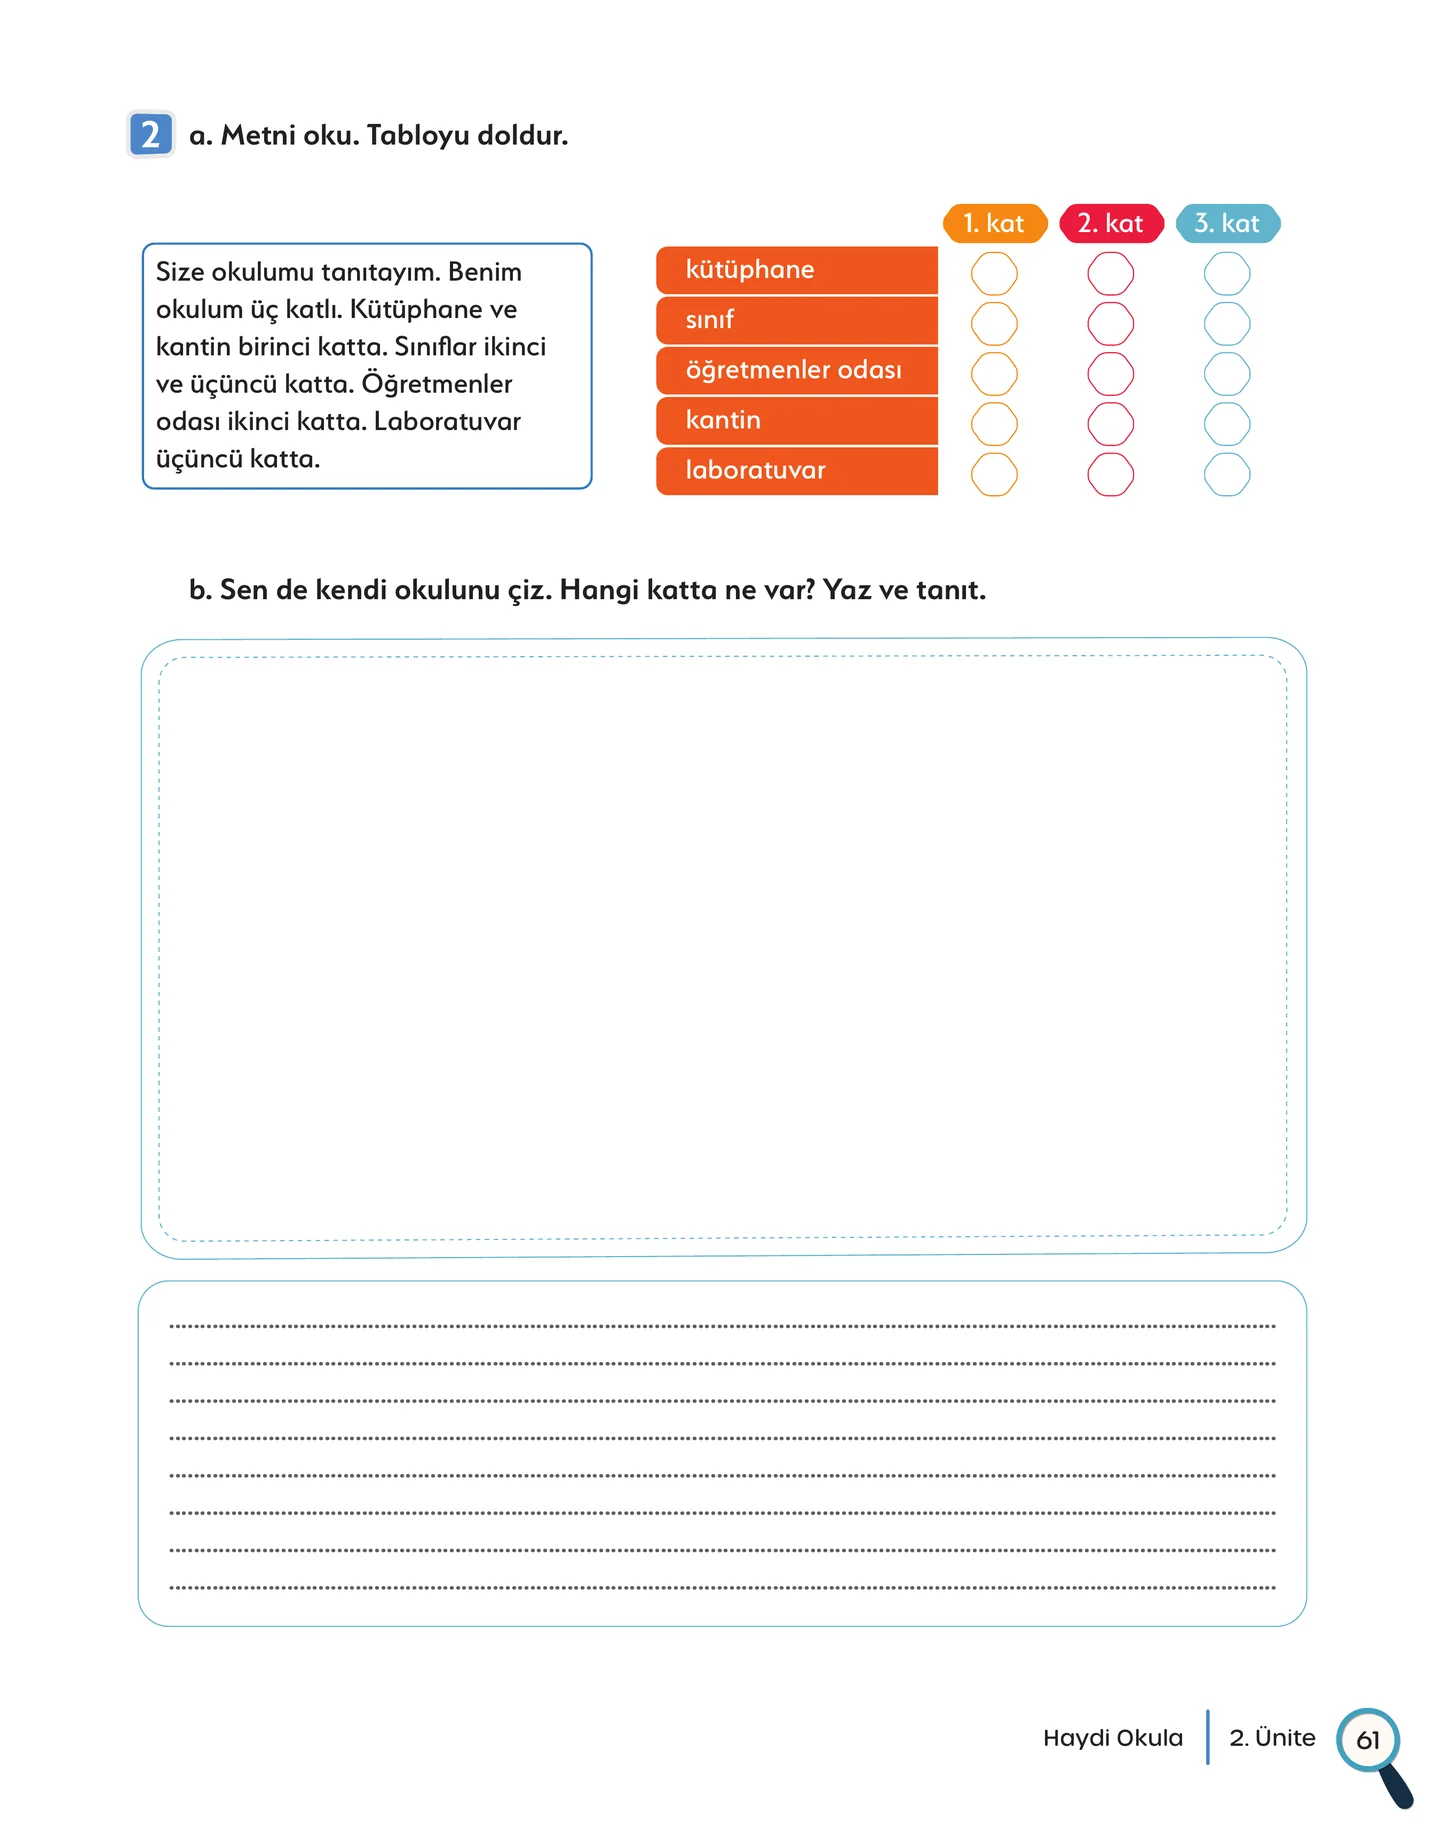 2 a. Metni oku. Tabloyu doldur.
Size okulumu tanıtayım. Benim
okulum üç katlı. Kütüphane ve
kantin birinci katta. Sınıflar ikinci
ve üçüncü katta. Öğretmenler
odası ikinci katta. Laboratuvar
üçüncü katta.
1. kat 2. kat 3. kat
kütüphane
sınıf
öğretmenler odası
kantin
laboratuvar
b. Sen de kendi okulunu çiz. Hangi katta ne var? Yaz ve tanıt.
Haydi Okula 2. Ünite 61